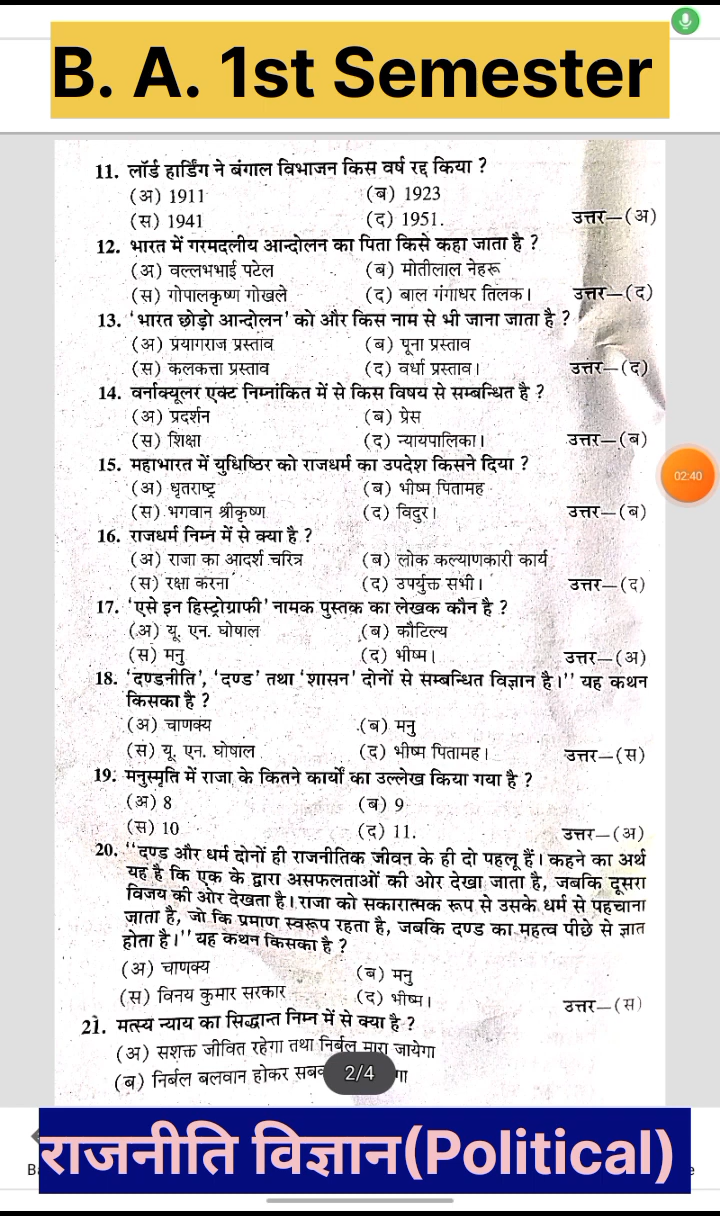 B. A. 1st Semester
11. लॉर्ड हार्डिंग ने बंगाल विभाजन किस वर्ष रद्द किया ?
(अ) 1911 (ब) 1923
(स) 1941 (द) 1951. उत्तर—(अ)
12. भारत में गरमदलीय आन्दोलन का पिता किसे कहा जाता है ?
(अ) वल्लभभाई पटेल (ब) मोतीलाल नेहरू
(स) गोपालकृष्ण गोखले (द) बाल गंगाधर तिलक। उत्तर—(द)
13. 'भारत छोड़ो आन्दोलन' को और किस नाम से भी जाना जाता है ?
(अ) प्रयागराज प्रस्ताव (ब) पूना प्रस्ताव
(स) कलकत्ता प्रस्ताव (द) वर्धा प्रस्ताव। उत्तर—(द)
14. वर्नाक्यूलर एक्ट निम्नांकित में से किस विषय से सम्बन्धित है ?
(अ) प्रदर्शन (ब) प्रेस
(स) शिक्षा (द) न्यायपालिका। उत्तर—(ब)
15. महाभारत में युधिष्ठिर को राजधर्म का उपदेश किसने दिया ?
(अ) धृतराष्ट्र (ब) भीष्म पितामह
(स) भगवान श्रीकृष्ण (द) विदुर। उत्तर—(ब)
02:40
16. राजधर्म निम्न में से क्या है ?
(अ) राजा का आदर्श चरित्र (ब) लोक कल्याणकारी कार्य
(स) रक्षा करना (द) उपर्युक्त सभी। उत्तर—(द)
17. 'एसे इन हिस्ट्रोग्राफी' नामक पुस्तक का लेखक कौन है ?
(अ) यू. एन. घोषाल (ब) कौटिल्य
(स) मनु (द) भीष्म। उत्तर—(अ)
18. 'दण्डनीति', 'दण्ड' तथा 'शासन' दोनों से सम्बन्धित विज्ञान है।'' यह कथन
किसका है ?
(अ) चाणक्य (ब) मनु
(स) यू. एन. घोषाल (द) भीष्म पितामह। उत्तर—(स)
19. मनुस्मृति में राजा के कितने कार्यों का उल्लेख किया गया है ?
(अ) 8 (ब) 9
(स) 10 (द) 11. उत्तर—(अ)
20. ''दण्ड और धर्म दोनों ही राजनीतिक जीवन के ही दो पहलू हैं। कहने का अर्थ
यह है कि एक के द्वारा असफलताओं की ओर देखा जाता है, जबकि दूसरा
विजय की ओर देखता है। राजा को सकारात्मक रूप से उसके धर्म से पहचाना
जाता है, जो कि प्रमाण स्वरूप रहता है, जबकि दण्ड का महत्व पीछे से ज्ञात
होता है।'' यह कथन किसका है ?
(अ) चाणक्य (ब) मनु
(स) विनय कुमार सरकार (द) भीष्म। उत्तर—(स)
21. मत्स्य न्याय का सिद्धान्त निम्न में से क्या है ?
(अ) सशक्त जीवित रहेगा तथा निर्बल मारा जायेगा
(ब) निर्बल बलवान होकर
2/4
राजनीति विज्ञान(Political)